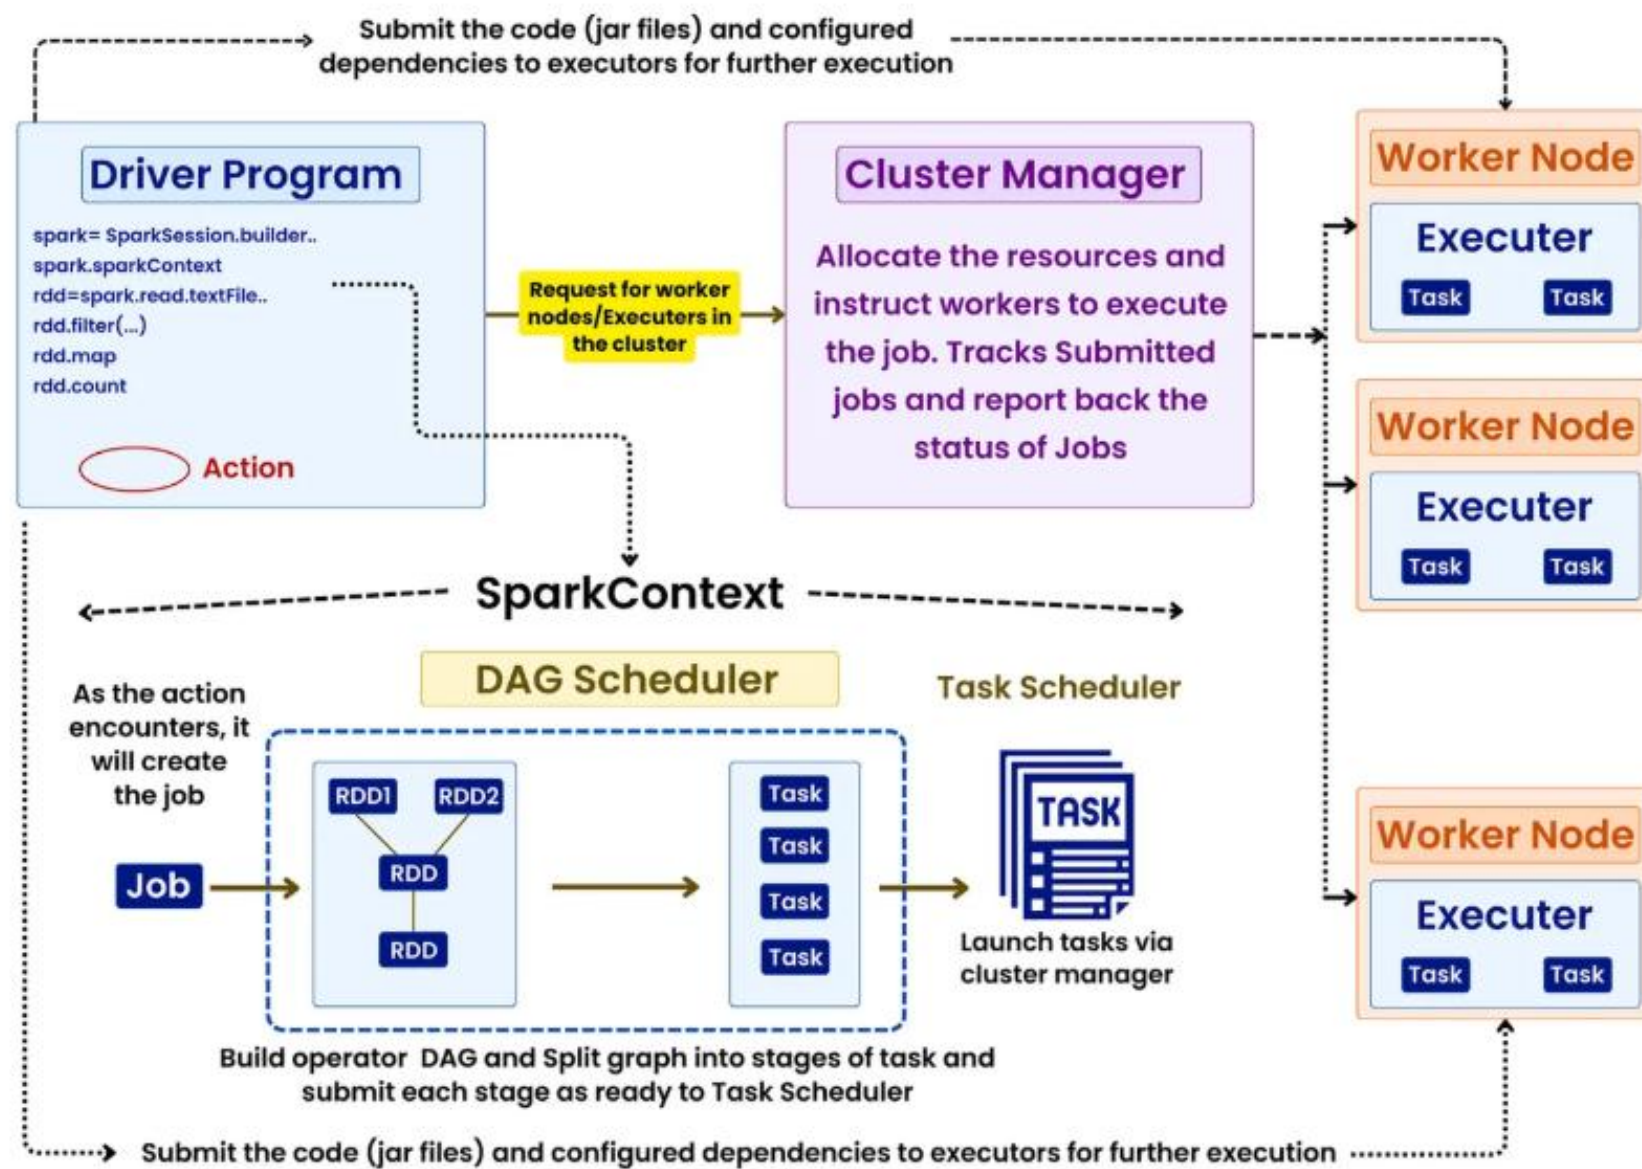 Submit the code (jar files) and configured
dependencies to executors for further execution
Driver Program
spark= SparkSession.builder..
spark.sparkContext
rdd=spark.read.textFile..
rdd.filter(...)
rdd.map
rdd.count
Action
Request for worker
nodes/Executers in
the cluster
Cluster Manager
Allocate the resources and
instruct workers to execute
the job. Tracks Submitted
jobs and report back the
status of Jobs
Worker Node
Executer
Task
Task
Worker Node
Executer
Task
Task
Worker Node
Executer
Task
Task
SparkContext
DAG Scheduler
Task Scheduler
As the action
encounters, it
will create
the job
Job
RDD1
RDD2
RDD
RDD
Task
Task
Task
Task
TASK
Launch tasks via
cluster manager
Build operator DAG and Split graph into stages of task and
submit each stage as ready to Task Scheduler
Submit the code (jar files) and configured dependencies to executors for further execution